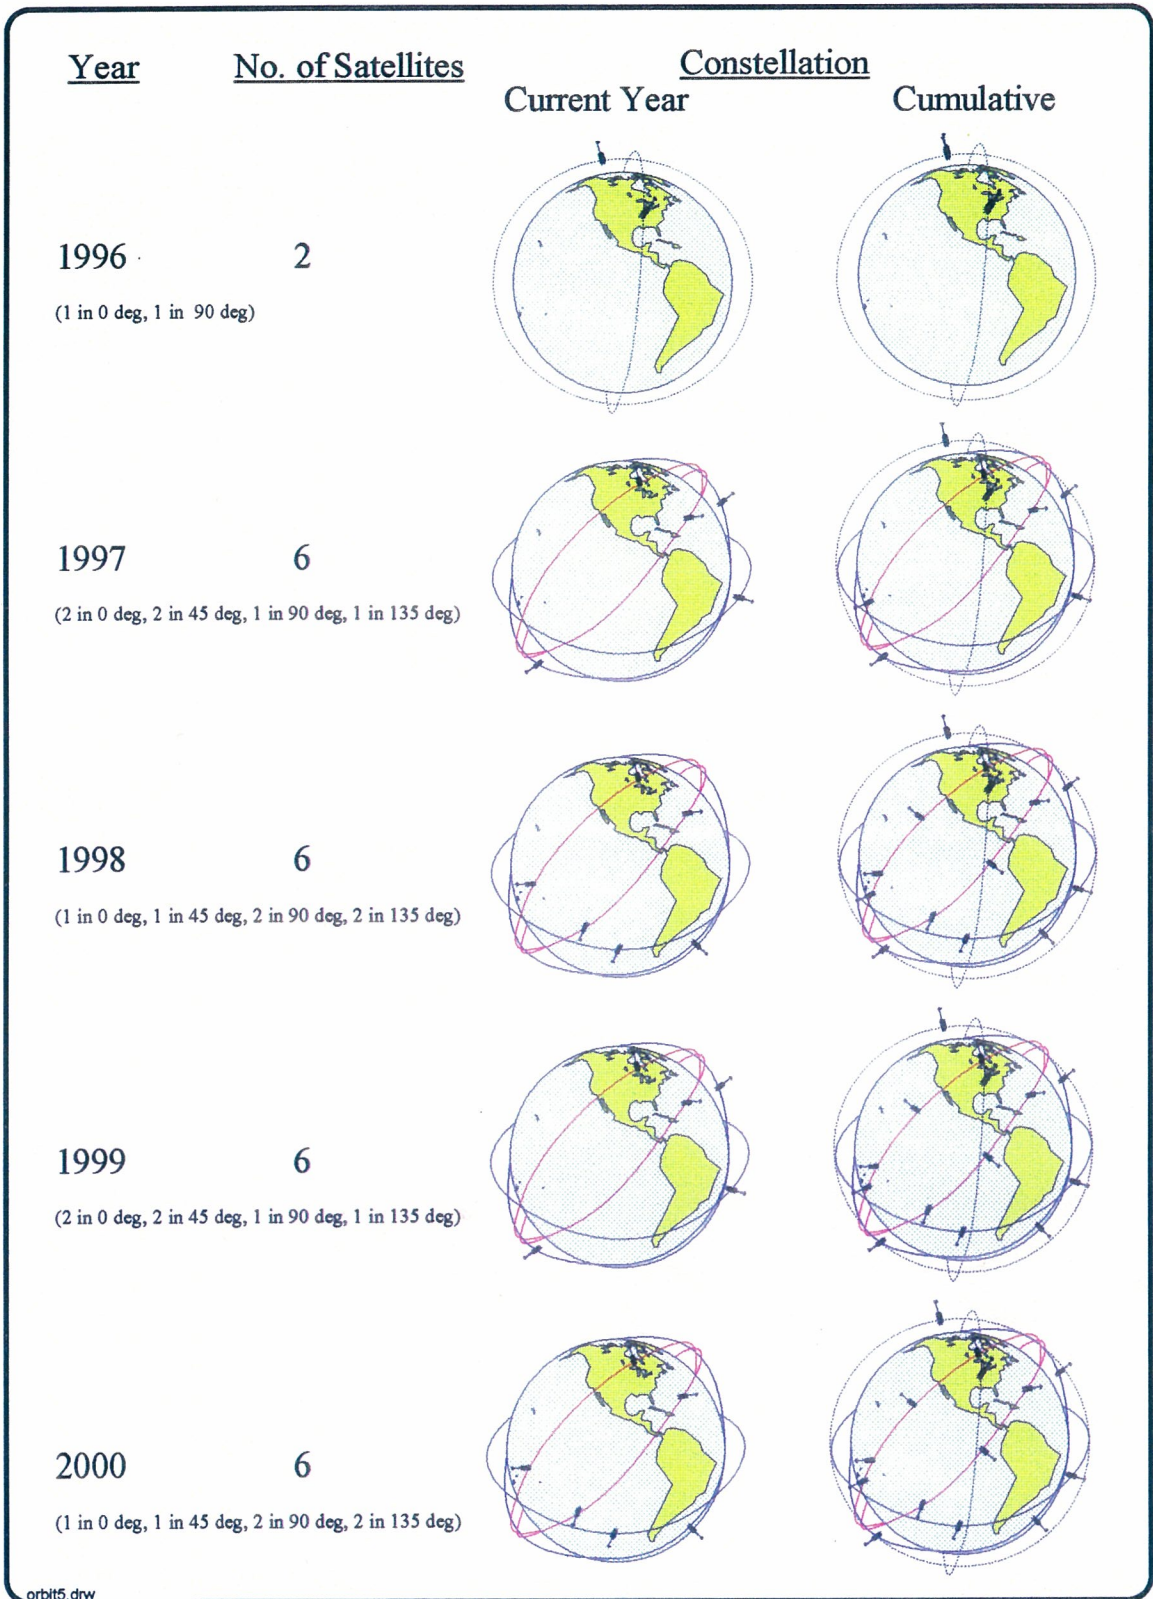 Year No. of Satellites Constellation
Current Year Cumulative
1996 2
(1 in 0 deg, 1 in 90 deg)
1997 6
(2 in 0 deg, 2 in 45 deg, 1 in 90 deg, 1 in 135 deg)
1998 6
(1 in 0 deg, 1 in 45 deg, 2 in 90 deg, 2 in 135 deg)
1999 6
(2 in 0 deg, 2 in 45 deg, 1 in 90 deg, 1 in 135 deg)
2000 6
(1 in 0 deg, 1 in 45 deg, 2 in 90 deg, 2 in 135 deg)
orbit5.drw